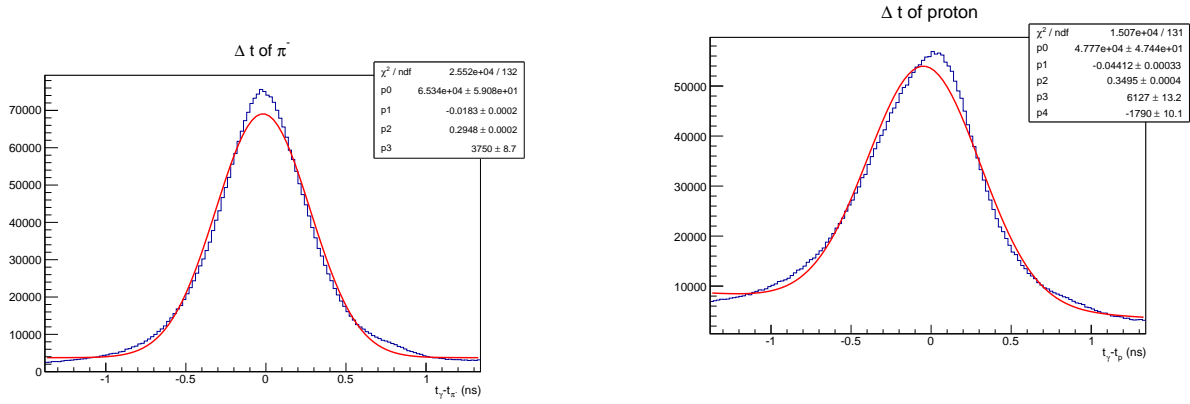 Δ t of π⁻
χ² / ndf 2.552e+04 / 132
p0 6.534e+04 ± 5.908e+01
p1 -0.0183 ± 0.0002
p2 0.2948 ± 0.0002
p3 3750 ± 8.7
70000
60000
50000
40000
30000
20000
10000
0
-1 -0.5 0 0.5 1
tγ-tπ⁻ (ns)
Δ t of proton
χ² / ndf 1.507e+04 / 131
p0 4.777e+04 ± 4.744e+01
p1 -0.04412 ± 0.00033
p2 0.3495 ± 0.0004
p3 6127 ± 13.2
p4 -1790 ± 10.1
50000
40000
30000
20000
10000
-1 -0.5 0 0.5 1
tγ-tp (ns)